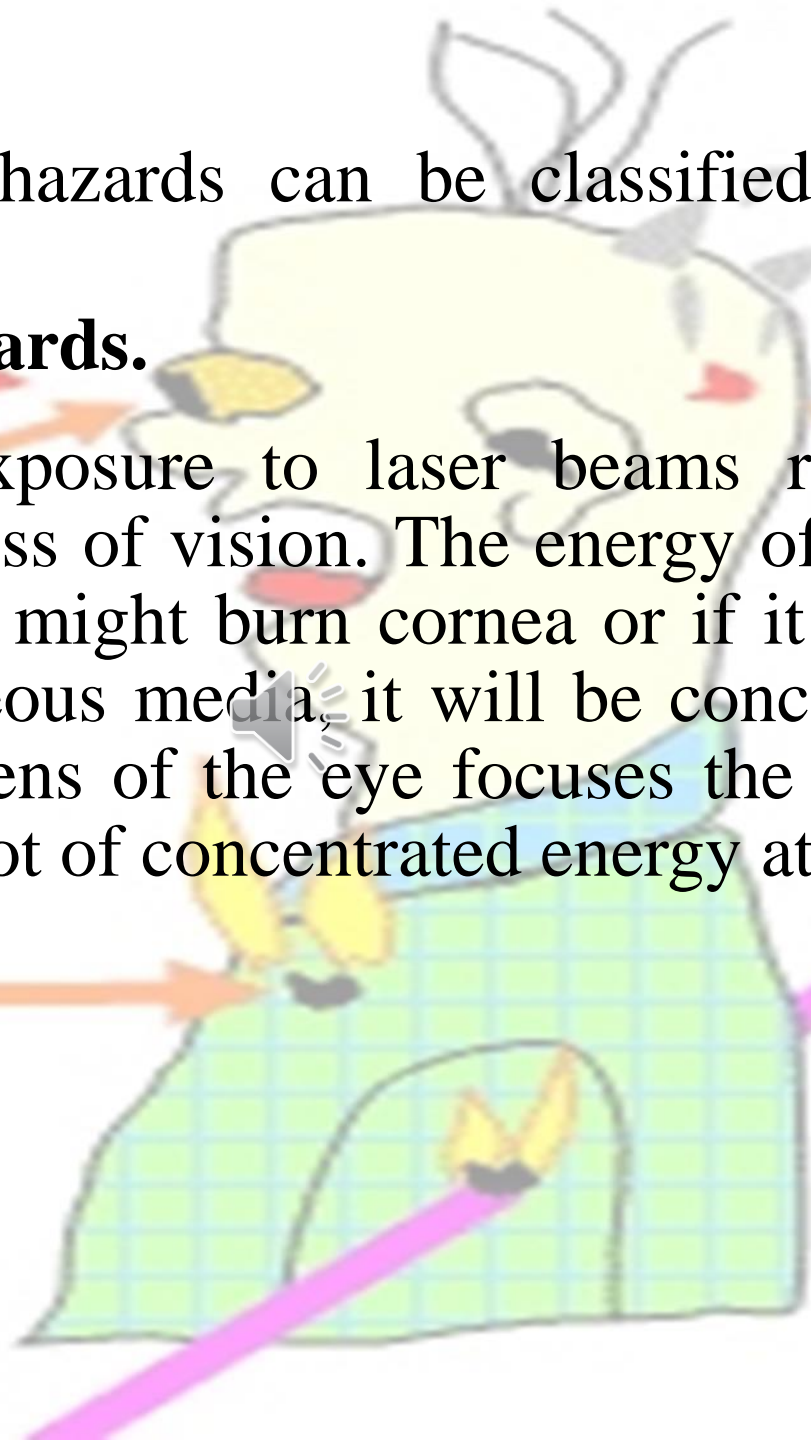 hazards can be classified
ards.
xposure to laser beams r
ss of vision. The energy of
might burn cornea or if it
eous media, it will be conc
ens of the eye focuses the
ot of concentrated energy at